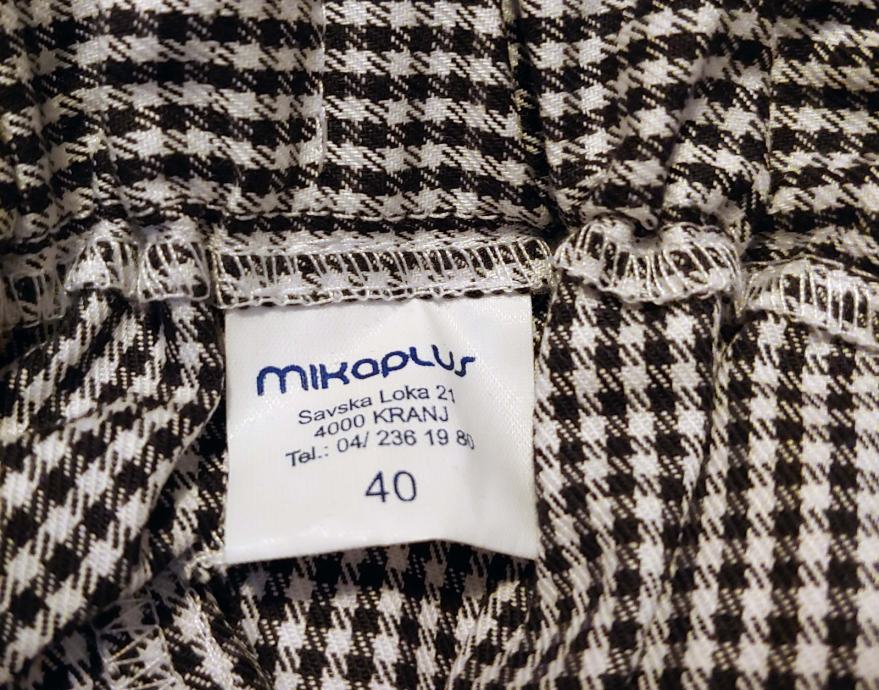 mikaplus
Savska Loka 21
4000 KRANJ
Tel.: 04/ 236 19 80
40